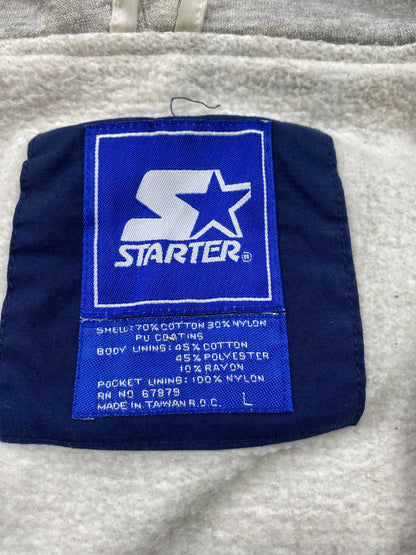 S
STARTER®
SHELL: 70% COTTON 30% NYLON
PU COATING
BODY LINING: 45% COTTON
45% POLYESTER
10% RAYON
POCKET LINING: 100% NYLON
RN NO 67879
MADE IN TAIWAN R.O.C. L